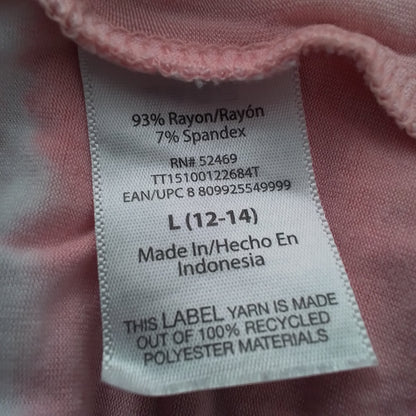 93% Rayon/Rayón
7% Spandex
RN# 52469
TT15100122684T
EAN/UPC 8 809925549999
L (12-14)
Made In/Hecho En
Indonesia
THIS LABEL YARN IS MADE
OUT OF 100% RECYCLED
POLYESTER MATERIALS